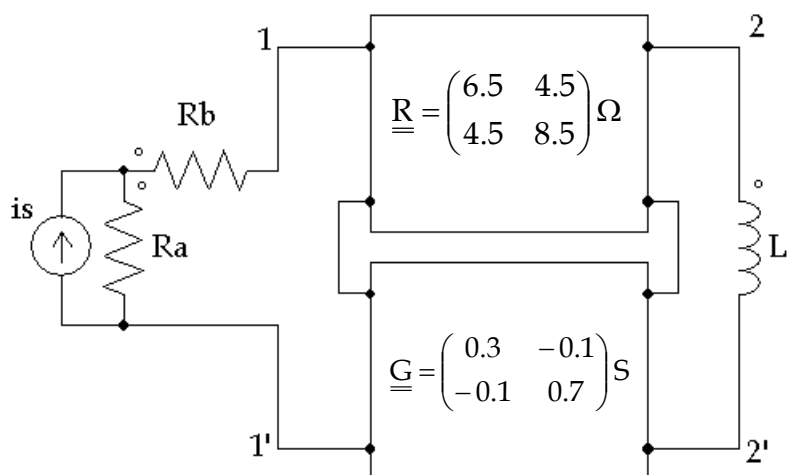 1
2
R = (6.5 4.5
4.5 8.5) Ω
Rb
is
Ra
L
G = (0.3 −0.1
−0.1 0.7) S
1'
2'